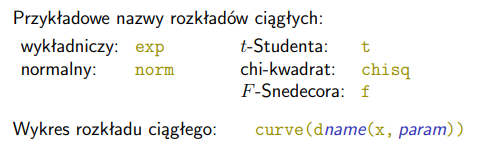 Przykładowe nazwy rozkładów ciągłych:
wykładniczy: exp t-Studenta: t
normalny: norm chi-kwadrat: chisq
F-Snedecora: f
Wykres rozkładu ciągłego: curve(dname(x, param))